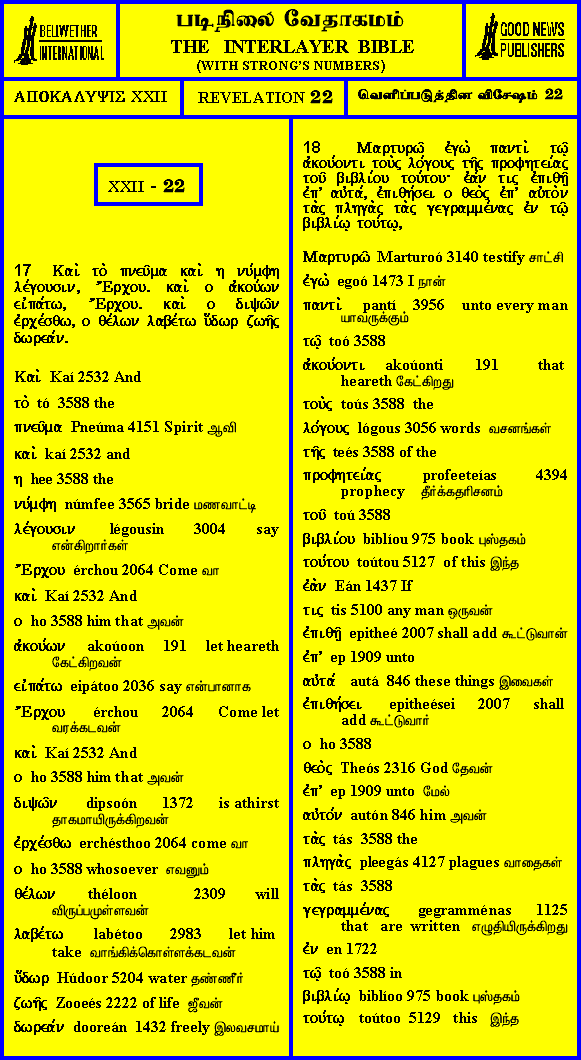 BELLWETHER
INTERNATIONAL
படிநிலை வேதாகமம்
THE INTERLAYER BIBLE
(WITH STRONG'S NUMBERS)
GOOD NEWS
PUBLISHERS
ΑΠΟΚΑΛΥΨΙΣ XXII
REVELATION 22
வெளிப்படுத்தின விசேஷம் 22
XXII - 22
17 Καὶ τὸ πνεῦμα καὶ η νύμφη
λέγουσιν, Ἔρχου. καὶ ο ἀκούων
εἰπάτω, Ἔρχου. καὶ ο διψῶν
ἐρχέσθω, ο θέλων λαβέτω ὕδωρ ζωῆς
δωρεάν.
Καὶ Kaí 2532 And
τὸ tó 3588 the
πνεῦμα Pneúma 4151 Spirit ஆவி
καὶ kaí 2532 and
η hee 3588 the
νύμφη númfee 3565 bride மணவாட்டி
λέγουσιν légousin 3004 say
என்கிறார்கள்
Ἔρχου érchou 2064 Come வா
καὶ Kaí 2532 And
ο ho 3588 him that அவன்
ἀκούων akoúoon 191 let heareth
கேட்கிறவன்
εἰπάτω eipátoo 2036 say என்பானாக
Ἔρχου érchou 2064 Come let
வரக்கடவன்
καὶ Kaí 2532 And
ο ho 3588 him that அவன்
διψῶν dipsoón 1372 is athirst
தாகமாயிருக்கிறவன்
ἐρχέσθω erchésthoo 2064 come வா
ο ho 3588 whosoever எவனும்
θέλων théloon 2309 will
விருப்பமுள்ளவன்
λαβέτω labétoo 2983 let him
take வாங்கிக்கொள்ளக்கடவன்
ὕδωρ Húdoor 5204 water தண்ணீர்
ζωῆς Zooeés 2222 of life ஜீவன்
δωρεάν dooreán 1432 freely இலவசமாய்
18 Μαρτυρῶ ἐγὼ παντὶ τῷ
ἀκούοντι τοὺς λόγους τῆς προφητείας
τοῦ βιβλίου τούτου· ἐάν τις ἐπιθῇ
ἐπ' αὐτά, ἐπιθήσει ο θεὸς ἐπ' αὐτὸν
τὰς πληγὰς τὰς γεγραμμένας ἐν τῷ
βιβλίῳ τούτῳ,
Μαρτυρῶ Marturoó 3140 testify சாட்சி
ἐγὼ egoó 1473 I நான்
παντὶ pantí 3956 unto every man
யாவருக்கும்
τῷ toó 3588
ἀκούοντι akoúonti 191 that
heareth கேட்கிறது
τοὺς toús 3588 the
λόγους lógous 3056 words வசனங்கள்
τῆς teés 3588 of the
προφητείας profeeteías 4394
prophecy தீர்க்கதரிசனம்
τοῦ toú 3588
βιβλίου biblíou 975 book புஸ்தகம்
τούτου toútou 5127 of this இந்த
ἐὰν Eán 1437 If
τις tis 5100 any man ஒருவன்
ἐπιθῇ epitheé 2007 shall add கூட்டுவான்
ἐπ' ep 1909 unto
αὐτά autá 846 these things இவைகள்
ἐπιθήσει epitheései 2007 shall
add கூட்டுவார்
ο ho 3588
θεὸς Theós 2316 God தேவன்
ἐπ' ep 1909 unto மேல்
αὐτόν autón 846 him அவன்
τὰς tás 3588 the
πληγὰς pleegás 4127 plagues வாதைகள்
τὰς tás 3588
γεγραμμένας gegramménas 1125
that are written எழுதியிருக்கிறது
ἐν en 1722
τῷ toó 3588 in
βιβλίῳ biblíoo 975 book புஸ்தகம்
τούτῳ toútoo 5129 this இந்த